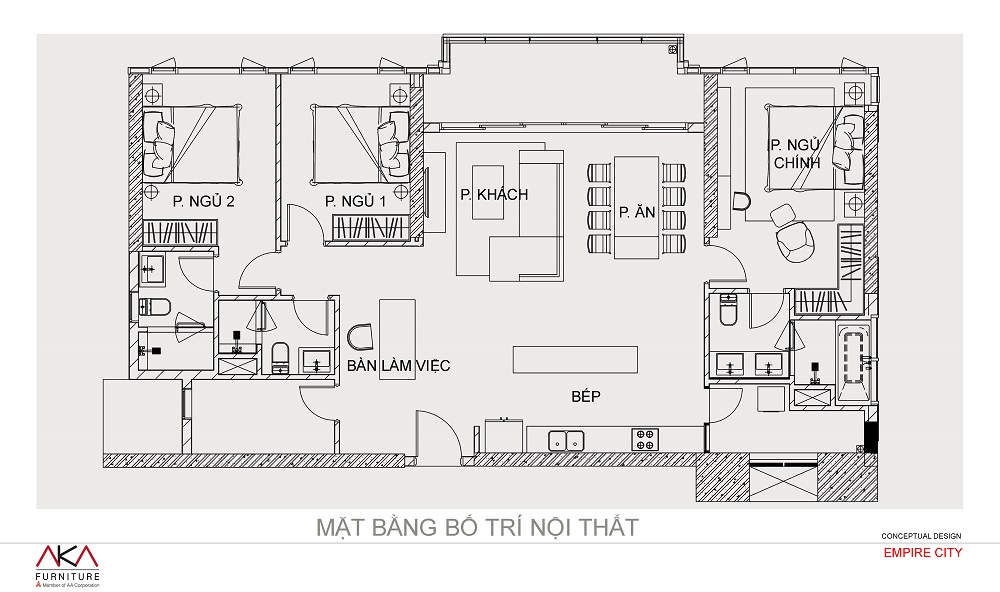 P. NGỦ 2
P. NGỦ 1
P. KHÁCH
P. ĂN
P. NGỦ
CHÍNH
BÀN LÀM VIỆC
BẾP
MẶT BẰNG BỐ TRÍ NỘI THẤT
CONCEPTUAL DESIGN
EMPIRE CITY
AKA
FURNITURE
Member of AA Corporation